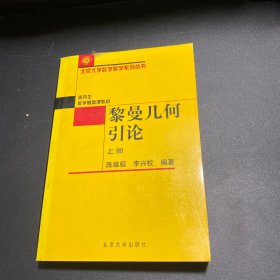 北京大学数学教学系列丛书
研究生
数学基础课教材
黎曼几何
引论
上册
陈维桓 李兴校 编著
北京大学出版社